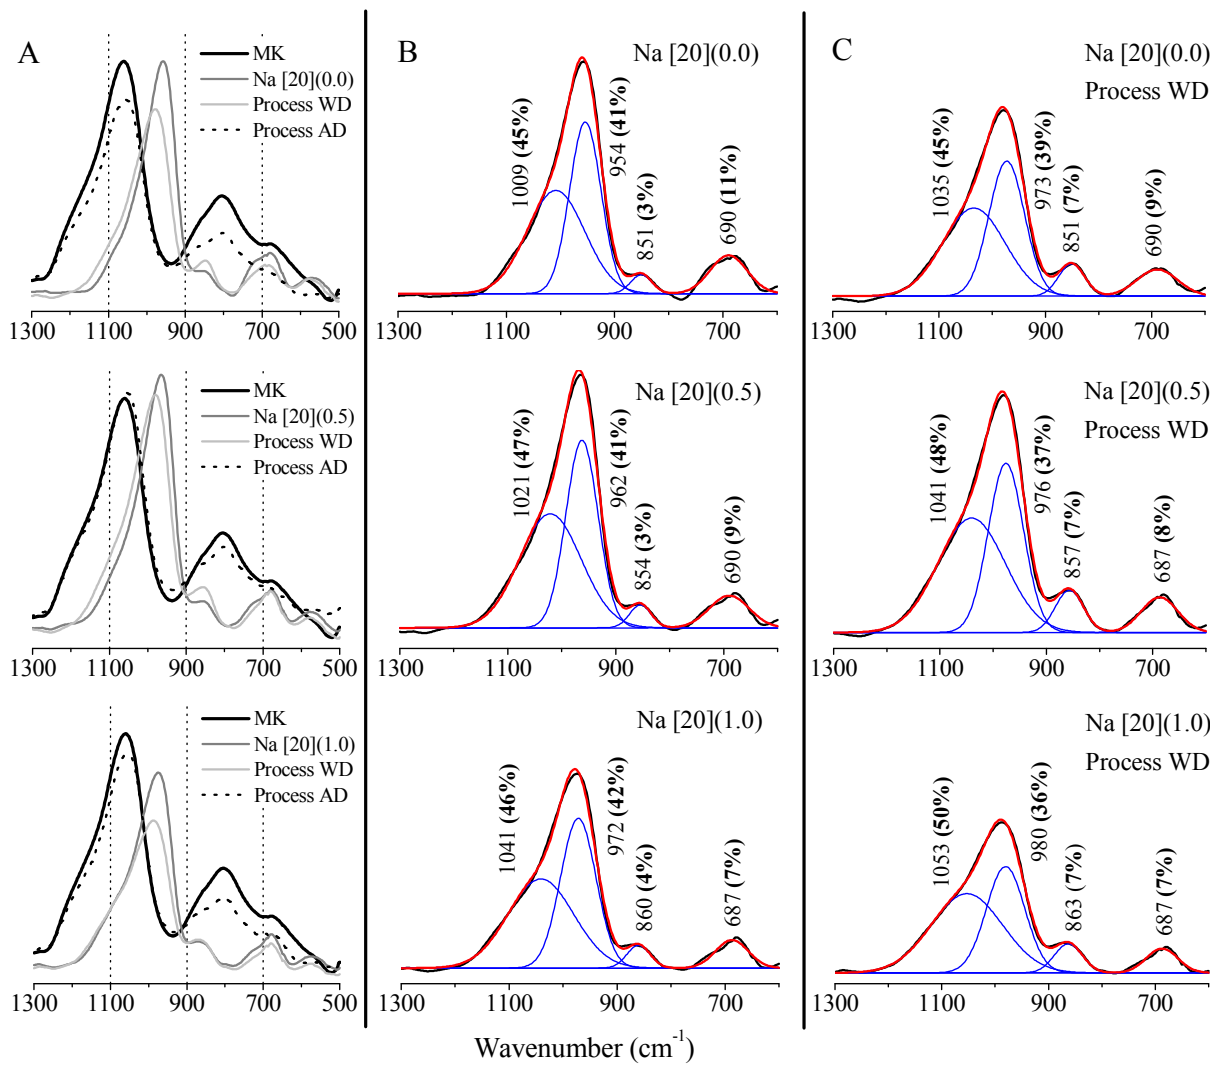 A
MK
Na [20](0.0)
Process WD
Process AD
1300 1100 900 700 500
B
Na [20](0.0)
1009 (45%)
954 (41%)
851 (3%)
690 (11%)
1300 1100 900 700
C
Na [20](0.0)
Process WD
1035 (45%)
973 (39%)
851 (7%)
690 (9%)
1300 1100 900 700
MK
Na [20](0.5)
Process WD
Process AD
1300 1100 900 700 500
Na [20](0.5)
1021 (47%)
962 (41%)
854 (3%)
690 (9%)
1300 1100 900 700
Na [20](0.5)
Process WD
1041 (48%)
976 (37%)
857 (7%)
687 (8%)
1300 1100 900 700
MK
Na [20](1.0)
Process WD
Process AD
1300 1100 900 700 500
Na [20](1.0)
1041 (46%)
972 (42%)
860 (4%)
687 (7%)
1300 1100 900 700
Na [20](1.0)
Process WD
1053 (50%)
980 (36%)
863 (7%)
687 (7%)
1300 1100 900 700
Wavenumber (cm⁻¹)